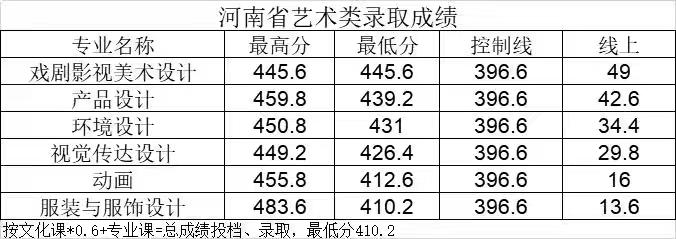 河南省艺术类录取成绩
专业名称 最高分 最低分 控制线 线上
戏剧影视美术设计 445.6 445.6 396.6 49
产品设计 459.8 439.2 396.6 42.6
环境设计 450.8 431 396.6 34.4
视觉传达设计 449.2 426.4 396.6 29.8
动画 455.8 412.6 396.6 16
服装与服饰设计 483.6 410.2 396.6 13.6
按文化课*0.6+专业课=总成绩投档、录取，最低分410.2